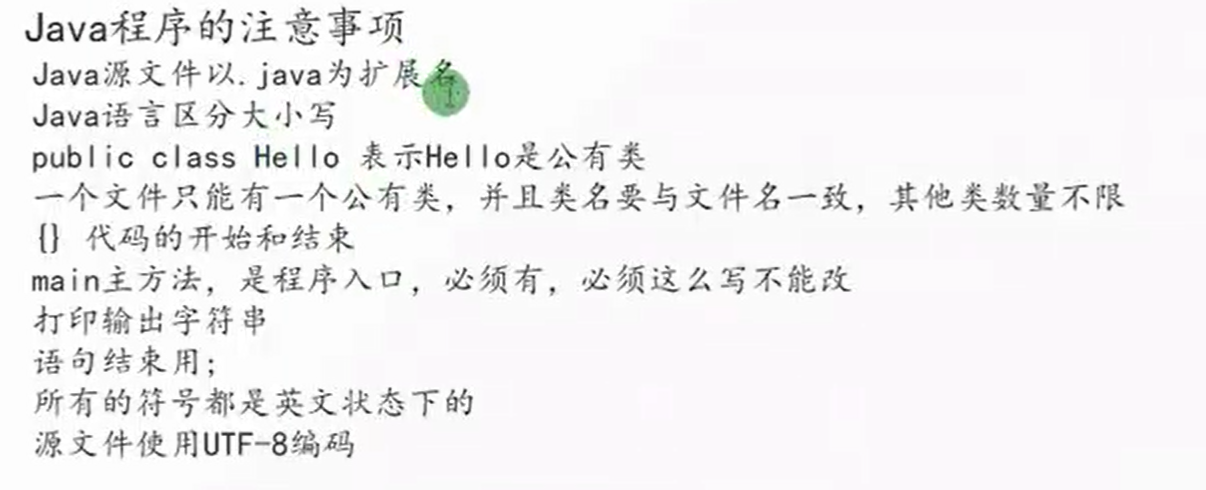 Java程序的注意事项
Java源文件以.java为扩展名
Java语言区分大小写
public class Hello 表示Hello是公有类
一个文件只能有一个公有类，并且类名要与文件名一致，其他类数量不限
{} 代码的开始和结束
main主方法，是程序入口，必须有，必须这么写不能改
打印输出字符串
语句结束用；
所有的符号都是英文状态下的
源文件使用UTF-8编码